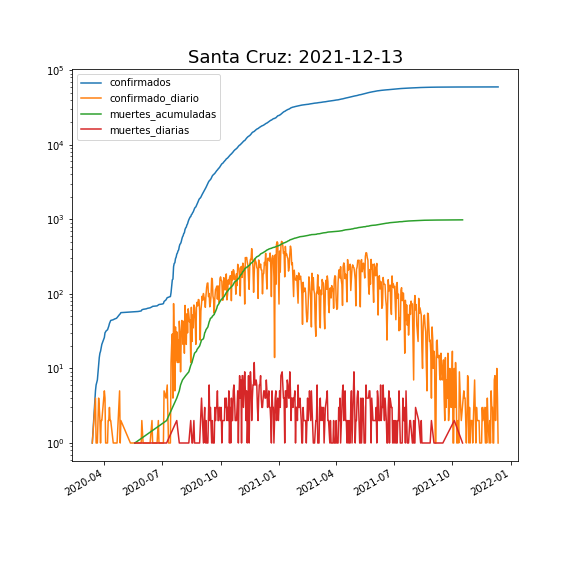 Santa Cruz: 2021-12-13
confirmados
confirmado_diario
muertes_acumuladas
muertes_diarias
10^5
10^4
10^3
10^2
10^1
10^0
2020-04
2020-07
2020-10
2021-01
2021-04
2021-07
2021-10
2022-01